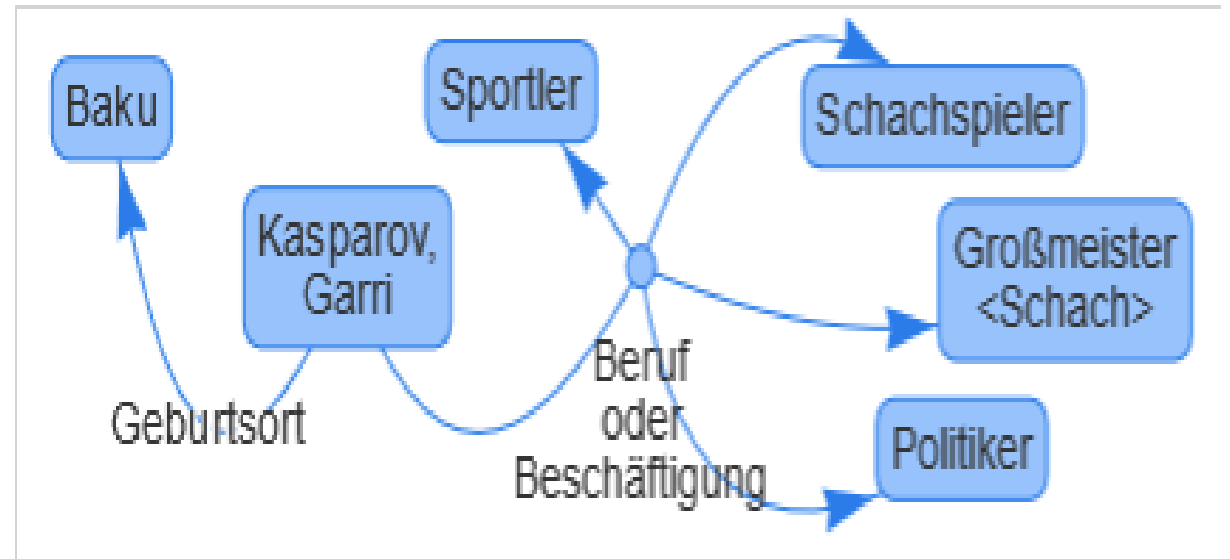 Baku
Sportler
Schachspieler
Kasparov,
Garri
Großmeister
<Schach>
Geburtsort
Beruf
oder
Beschäftigung
Politiker